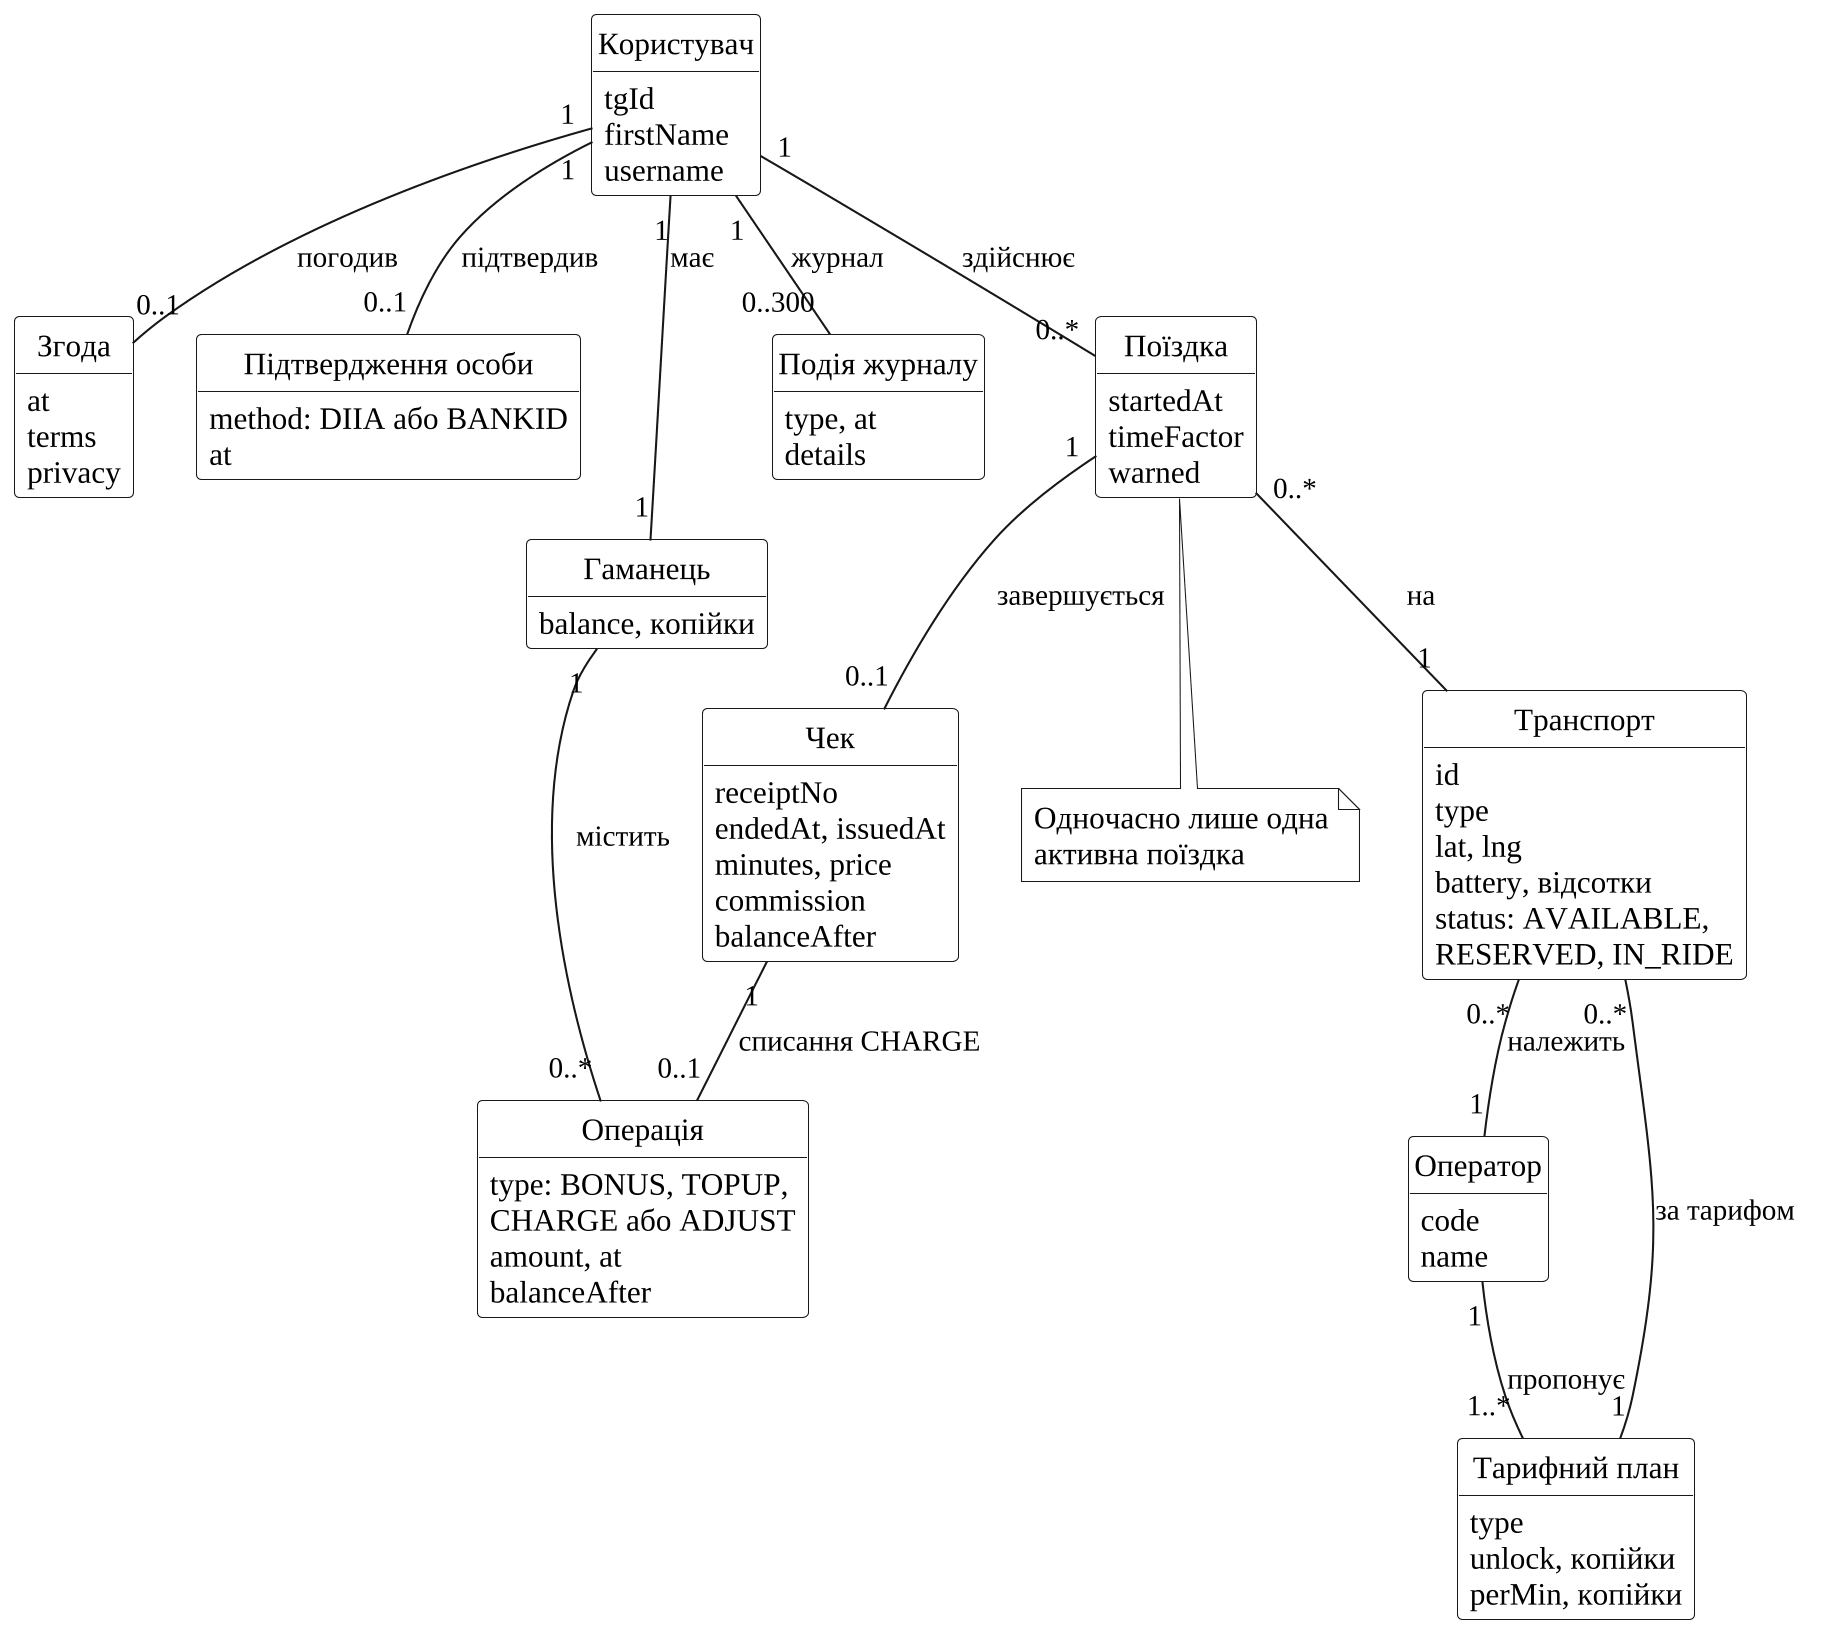 Користувач
tgId
firstName
username
1
1
1
1
1
погодив
підтвердив
має
журнал
здійснює
0..1
0..1
0..300
0..*
Згода
at
terms
privacy
Підтвердження особи
method: DIIA або BANKID
at
Подія журналу
type, at
details
Поїздка
startedAt
timeFactor
warned
1
0..*
1
Гаманець
balance, копійки
завершується
на
1
0..1
1
Чек
receiptNo
endedAt, issuedAt
minutes, price
commission
balanceAfter
Одночасно лише одна
активна поїздка
Транспорт
id
type
lat, lng
battery, відсотки
status: AVAILABLE,
RESERVED, IN_RIDE
містить
1
списання CHARGE
0..*
0..1
0..*
0..*
належить
1
Операція
type: BONUS, TOPUP,
CHARGE або ADJUST
amount, at
balanceAfter
Оператор
code
name
за тарифом
1
пропонує
1..*
1
Тарифний план
type
unlock, копійки
perMin, копійки